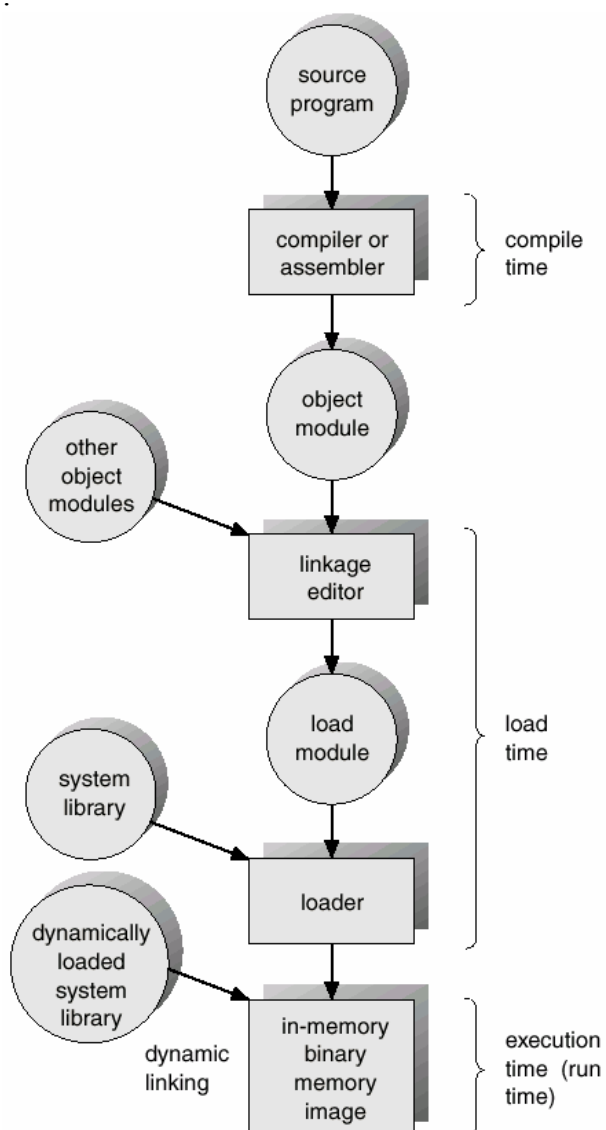 .
source
program
compiler or
assembler
compile
time
object
module
other
object
modules
linkage
editor
load
module
load
time
system
library
loader
dynamically
loaded
system
library
dynamic
linking
in-memory
binary
memory
image
execution
time (run
time)